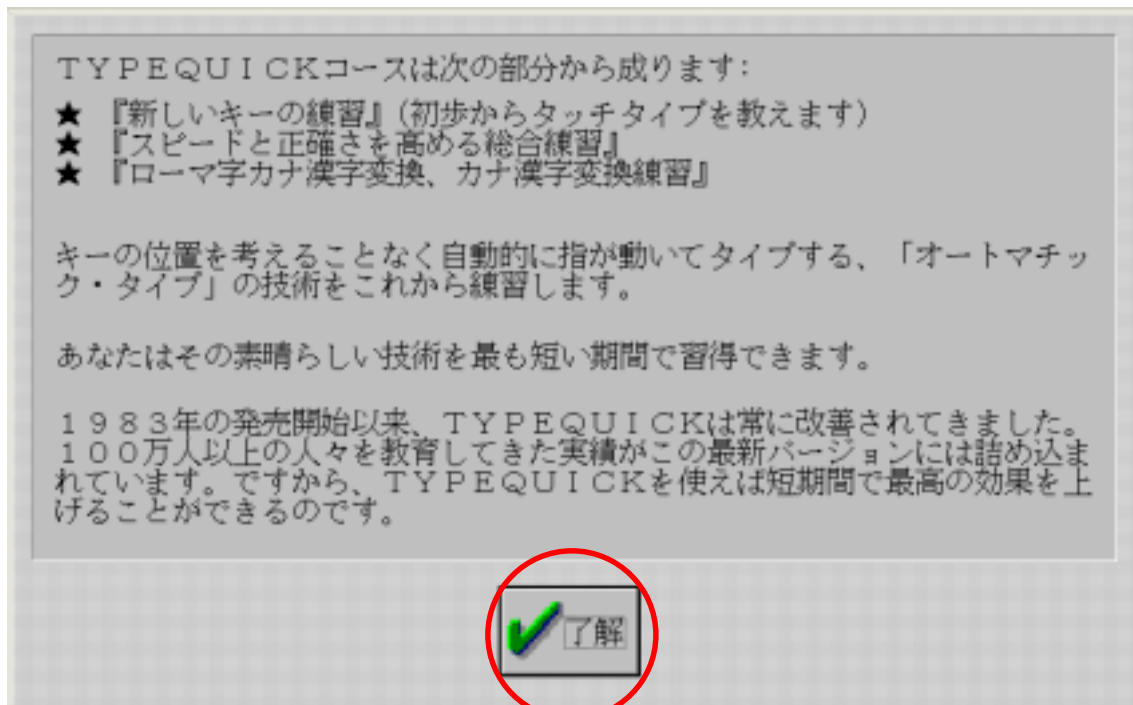 ＴＹＰＥＱＵＩＣＫコースは次の部分から成ります：
★ 『新しいキーの練習』（初歩からタッチタイプを教えます）
★ 『スピードと正確さを高める総合練習』
★ 『ローマ字カナ漢字変換、カナ漢字変換練習』
キーの位置を考えることなく自動的に指が動いてタイプする、「オートマチッ
ク・タイプ」の技術をこれから練習します。
あなたはその素晴らしい技術を最も短い期間で習得できます。
１９８３年の発売開始以来、ＴＹＰＥＱＵＩＣＫは常に改善されてきました。
１００万人以上の人々を教育してきた実績がこの最新バージョンには詰め込ま
れています。ですから、ＴＹＰＥＱＵＩＣＫを使えば短期間で最高の効果を上
げることができるのです。
了解